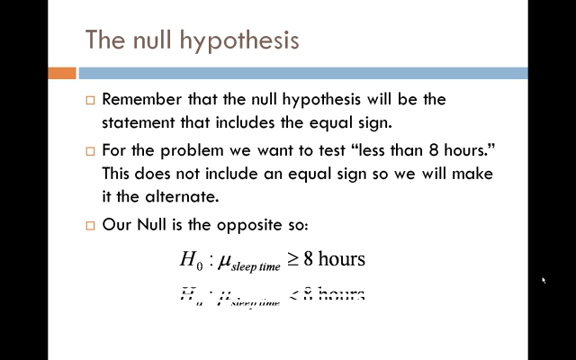 The null hypothesis
Remember that the null hypothesis will be the
statement that includes the equal sign.
For the problem we want to test “less than 8 hours.”
This does not include an equal sign so we will make
it the alternate.
Our Null is the opposite so:
H₀ : μ sleep time ≥ 8 hours